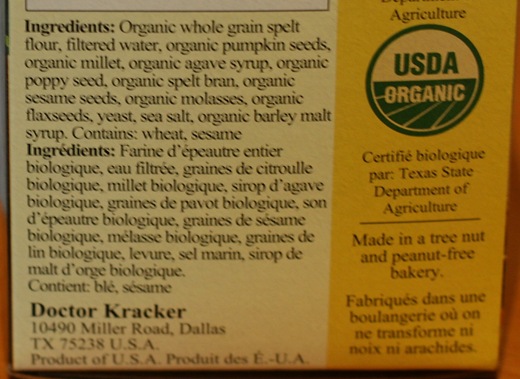 Ingredients: Organic whole grain spelt
flour, filtered water, organic pumpkin seeds,
organic millet, organic agave syrup, organic
poppy seed, organic spelt bran, organic
sesame seeds, organic molasses, organic
flaxseeds, yeast, sea salt, organic barley malt
syrup. Contains: wheat, sesame
Ingrédients: Farine d'épeautre entier
biologique, eau filtrée, graines de citroulle
biologique, millet biologique, sirop d'agave
biologique, graines de pavot biologique, son
d'épeautre biologique, graines de sésame
biologique, mélasse biologique, graines de
lin biologique, levure, sel marin, sirop de
malt d'orge biologique.
Contient: blé, sésame
Doctor Kracker
10490 Miller Road, Dallas
TX 75238 U.S.A.
Product of U.S.A. Produit des É.-U.A.
Agriculture
USDA
ORGANIC
Certifié biologique
par: Texas State
Department of
Agriculture
Made in a tree nut
and peanut-free
bakery.
Fabriqués dans une
boulangerie où on
ne transforme ni
noix ni arachides.